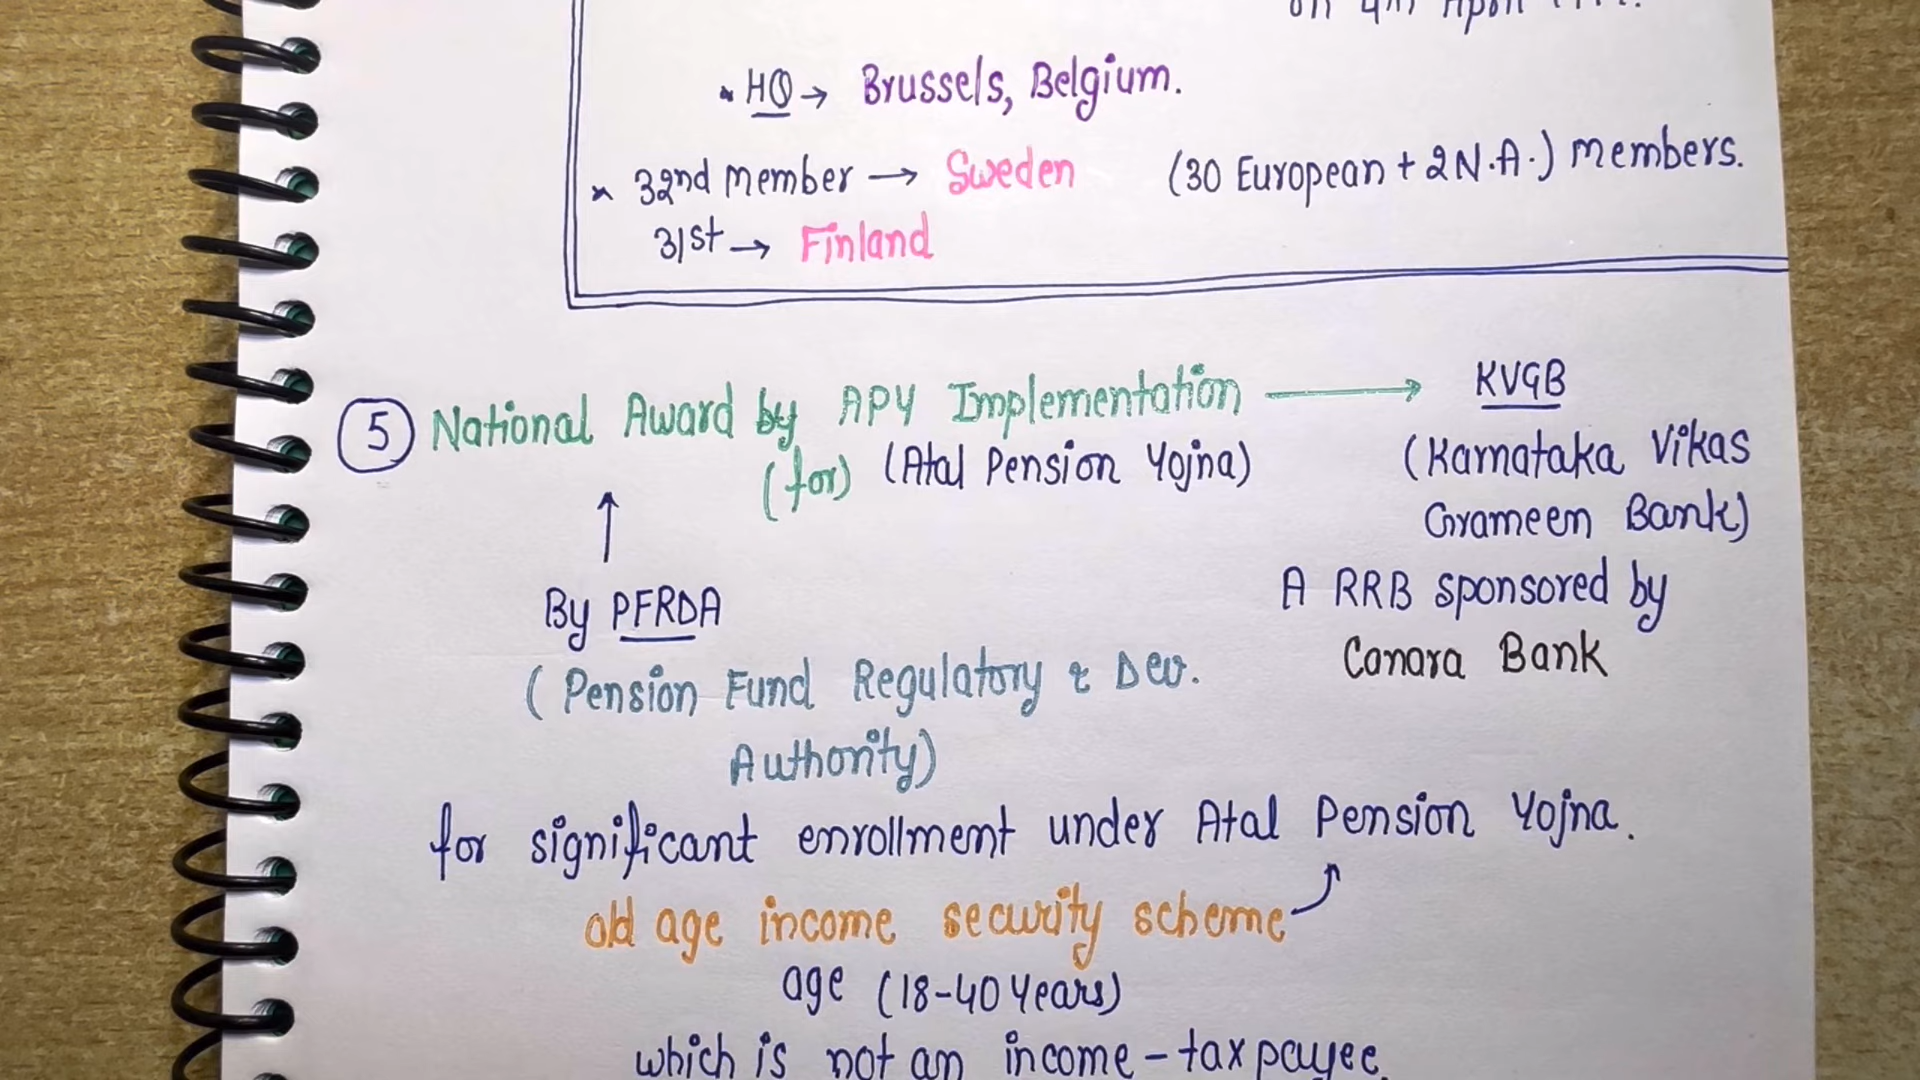 on 4th April
* HQ → Brussels, Belgium.
* 32nd member → Sweden (30 European + 2 N.A.) members.
31st → Finland
5 National Award by APY Implementation → KVGB
(for) (Atal Pension Yojna) (Karnataka Vikas
Grameen Bank)
By PFRDA A RRB sponsored by
(Pension Fund Regulatory & Dev. Canara Bank
Authority)
for significant enrollment under Atal Pension Yojna.
old age income security scheme
age (18-40 Years)
which is not an income-tax payee.